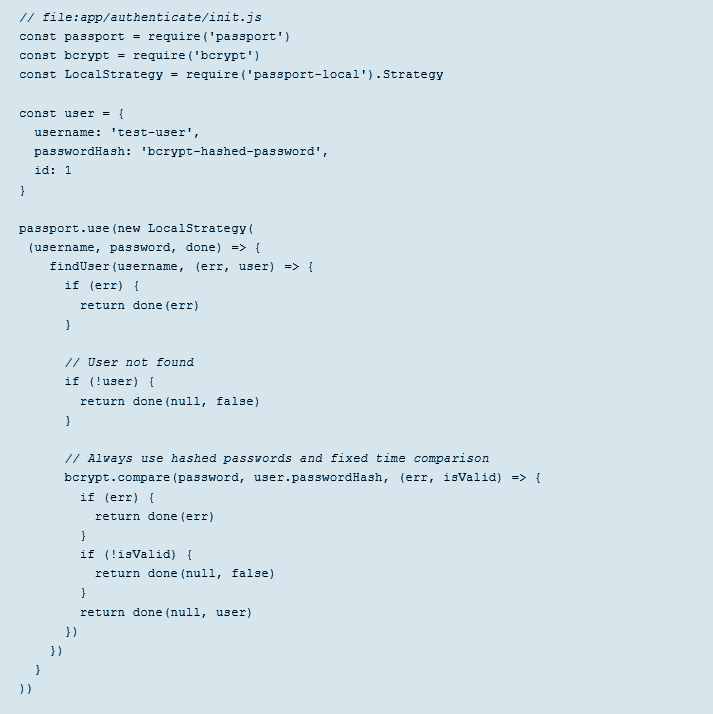 // file:app/authenticate/init.js
const passport = require('passport')
const bcrypt = require('bcrypt')
const LocalStrategy = require('passport-local').Strategy

const user = {
  username: 'test-user',
  passwordHash: 'bcrypt-hashed-password',
  id: 1
}

passport.use(new LocalStrategy(
 (username, password, done) => {
    findUser(username, (err, user) => {
      if (err) {
        return done(err)
      }

      // User not found
      if (!user) {
        return done(null, false)
      }

      // Always use hashed passwords and fixed time comparison
      bcrypt.compare(password, user.passwordHash, (err, isValid) => {
        if (err) {
          return done(err)
        }
        if (!isValid) {
          return done(null, false)
        }
        return done(null, user)
      })
    })
  }
))